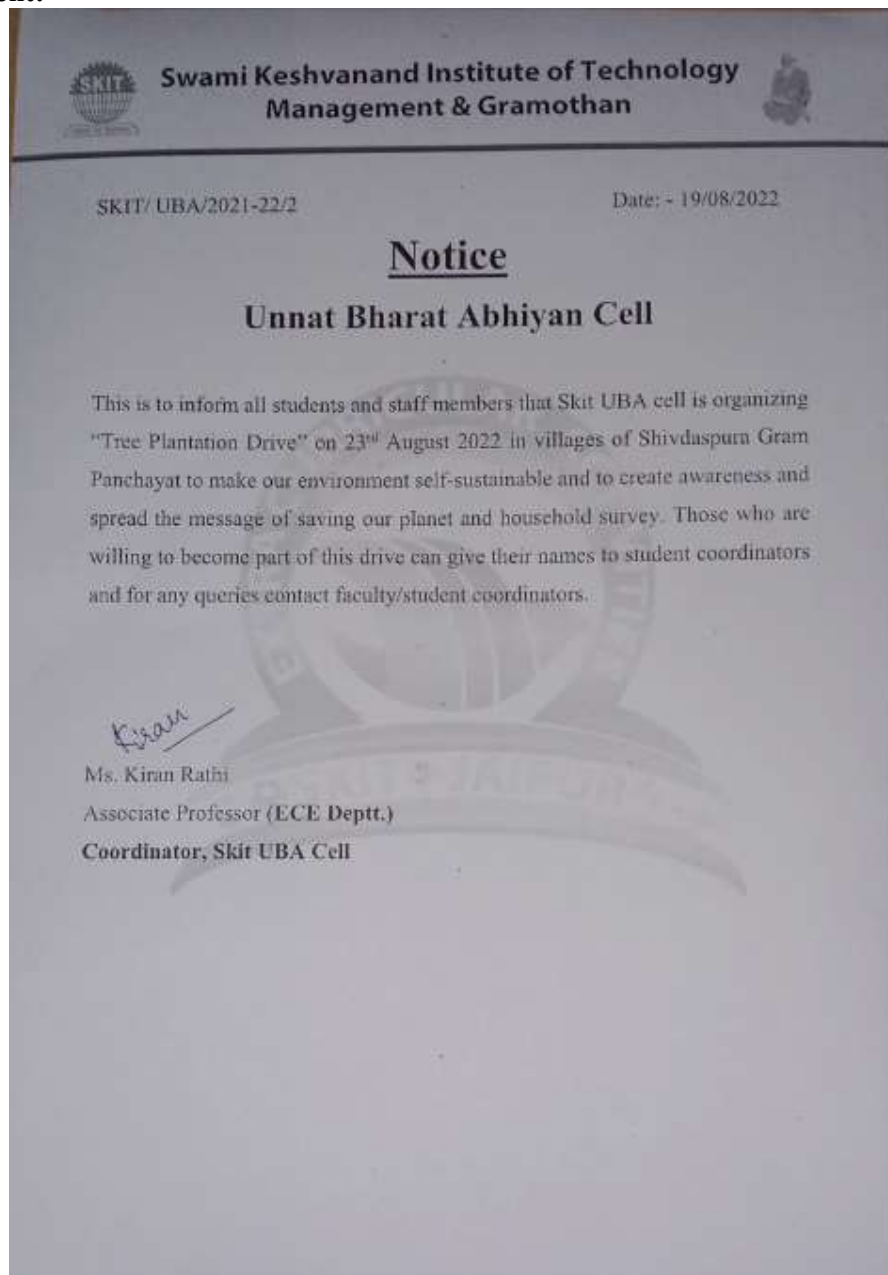 SKIT
Swami Keshvanand Institute of Technology
Management & Gramothan
SKIT/ UBA/2021-22/2
Date: - 19/08/2022
Notice
Unnat Bharat Abhiyan Cell
This is to inform all students and staff members that Skit UBA cell is organizing
"Tree Plantation Drive" on 23rd August 2022 in villages of Shivdaspura Gram
Panchayat to make our environment self-sustainable and to create awareness and
spread the message of saving our planet and household survey. Those who are
willing to become part of this drive can give their names to student coordinators
and for any queries contact faculty/student coordinators.
Kiran
Ms. Kiran Rathi
Associate Professor (ECE Deptt.)
Coordinator, Skit UBA Cell